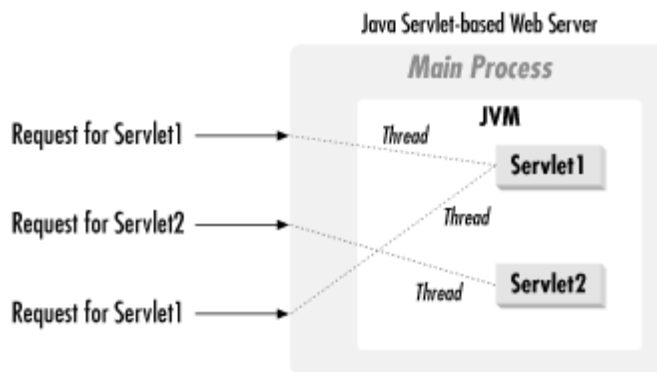 Java Servlet-based Web Server
Main Process
JVM
Request for Servlet1
Thread
Servlet1
Thread
Request for Servlet2
Thread
Servlet2
Request for Servlet1